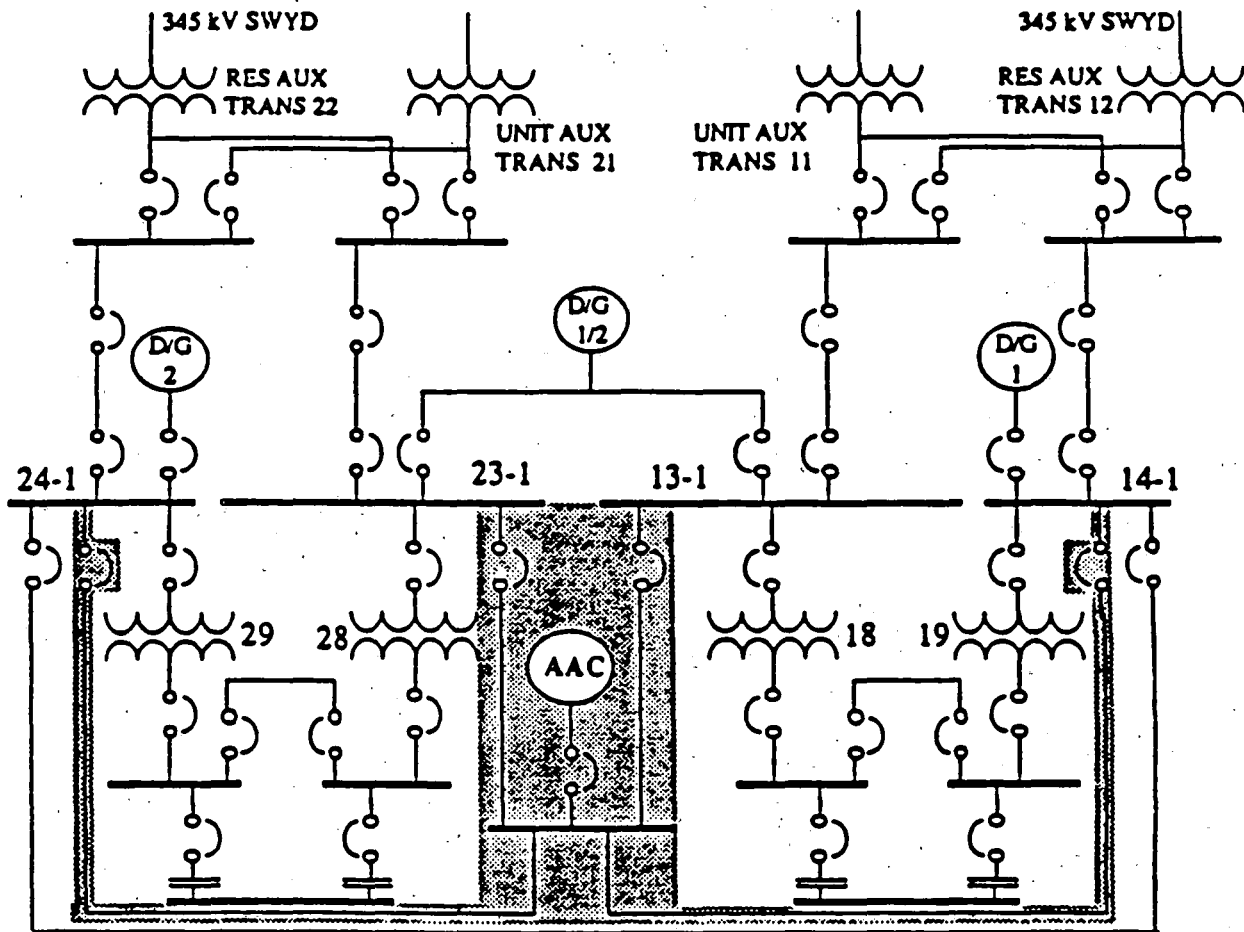 345 kV SWYD
345 kV SWYD
RES AUX
TRANS 22
UNIT AUX
TRANS 21
UNIT AUX
TRANS 11
RES AUX
TRANS 12
D/G
1/2
D/G
2
D/G
1
24-1
23-1
13-1
14-1
29
28
18
19
AAC